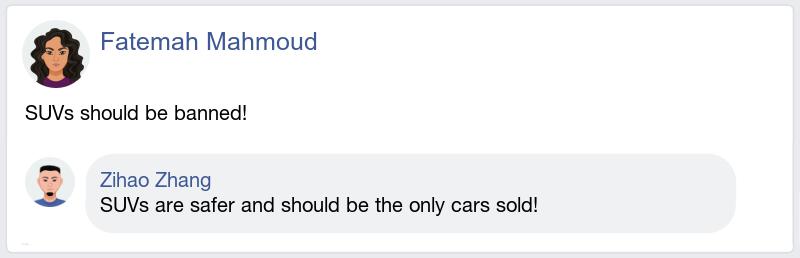 Fatemah Mahmoud
SUVs should be banned!
Zihao Zhang
SUVs are safer and should be the only cars sold!